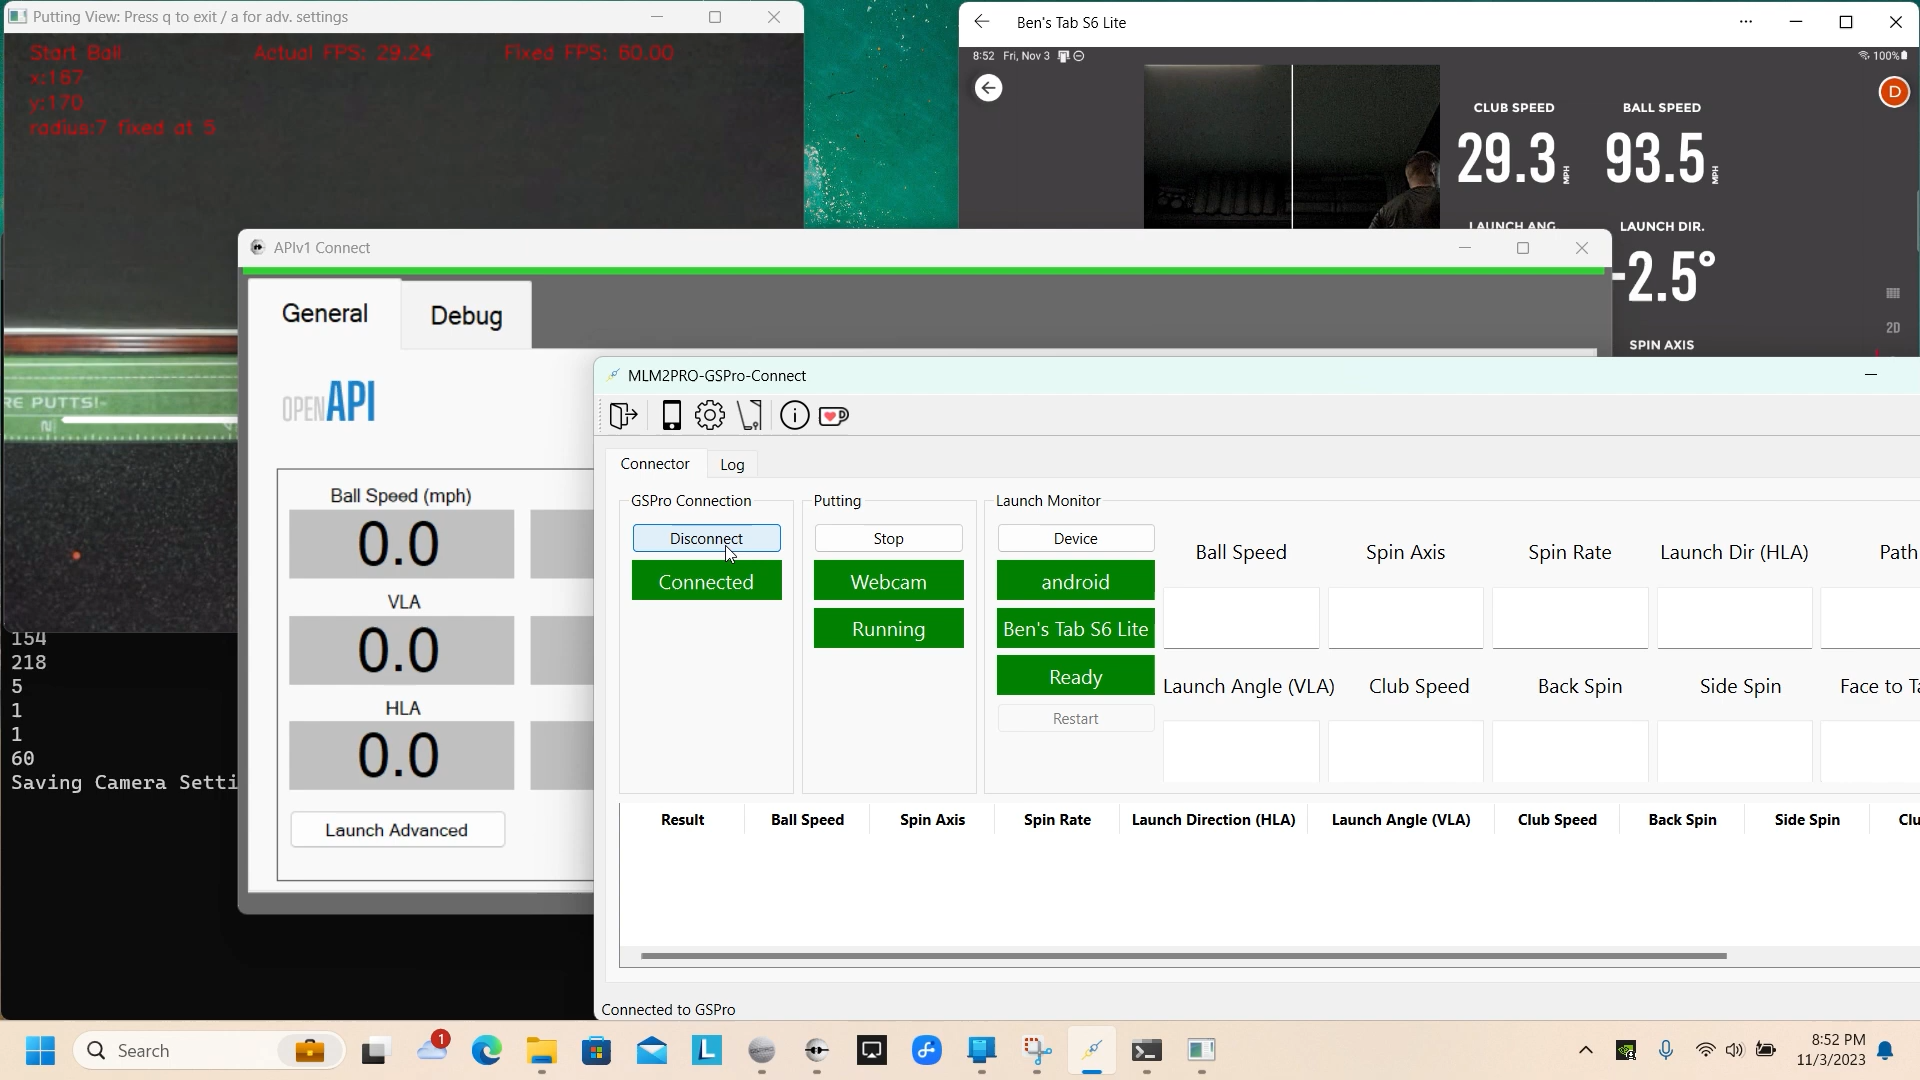 Putting View: Press q to exit / a for adv. settings
Start Ball Actual FPS: 29.24 Fixed FPS: 60.00
x:167
y:170
radius:7 fixed at 5
RE PUTTS!-
2
154
218
5
1
1
60
Saving Camera Setti
Ben's Tab S6 Lite
8:52 Fri, Nov 3
100%
D
CLUB SPEED BALL SPEED
29.3 MPH 93.5 MPH
LAUNCH ANG. LAUNCH DIR.
-2.5°
2D
SPIN AXIS
APIv1 Connect
General Debug
OPENAPI
Ball Speed (mph)
0.0
VLA
0.0
HLA
0.0
Launch Advanced
MLM2PRO-GSPro-Connect
Connector Log
GSPro Connection Putting Launch Monitor
Disconnect Stop Device
Connected Webcam android
Running Ben's Tab S6 Lite
Ready
Restart
Ball Speed Spin Axis Spin Rate Launch Dir (HLA) Path
Launch Angle (VLA) Club Speed Back Spin Side Spin Face to Ta
Result Ball Speed Spin Axis Spin Rate Launch Direction (HLA) Launch Angle (VLA) Club Speed Back Spin Side Spin Clu
Connected to GSPro
Search
1
L
8:52 PM
11/3/2023